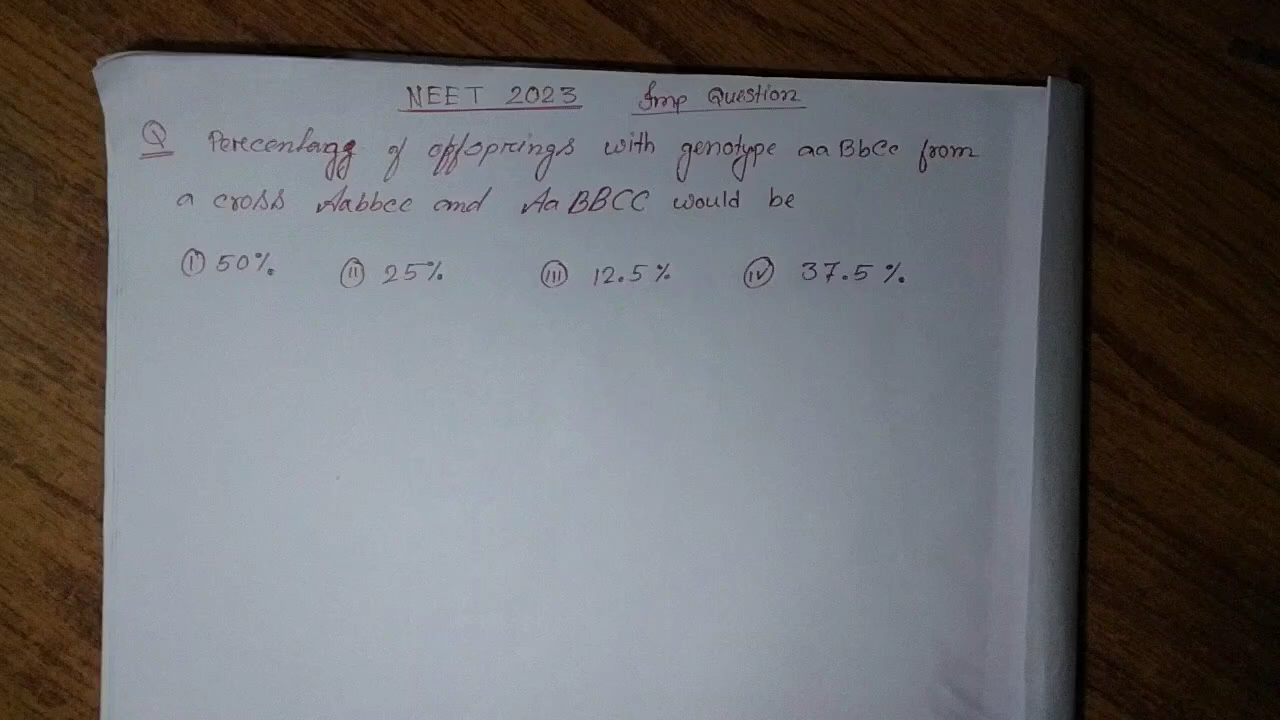 NEET 2023 Imp Question
Q Perecentagg of offsprings with genotype aaBbCc from
a cross Aabbcc and AaBBCC would be
(I) 50% (II) 25% (III) 12.5% (IV) 37.5%